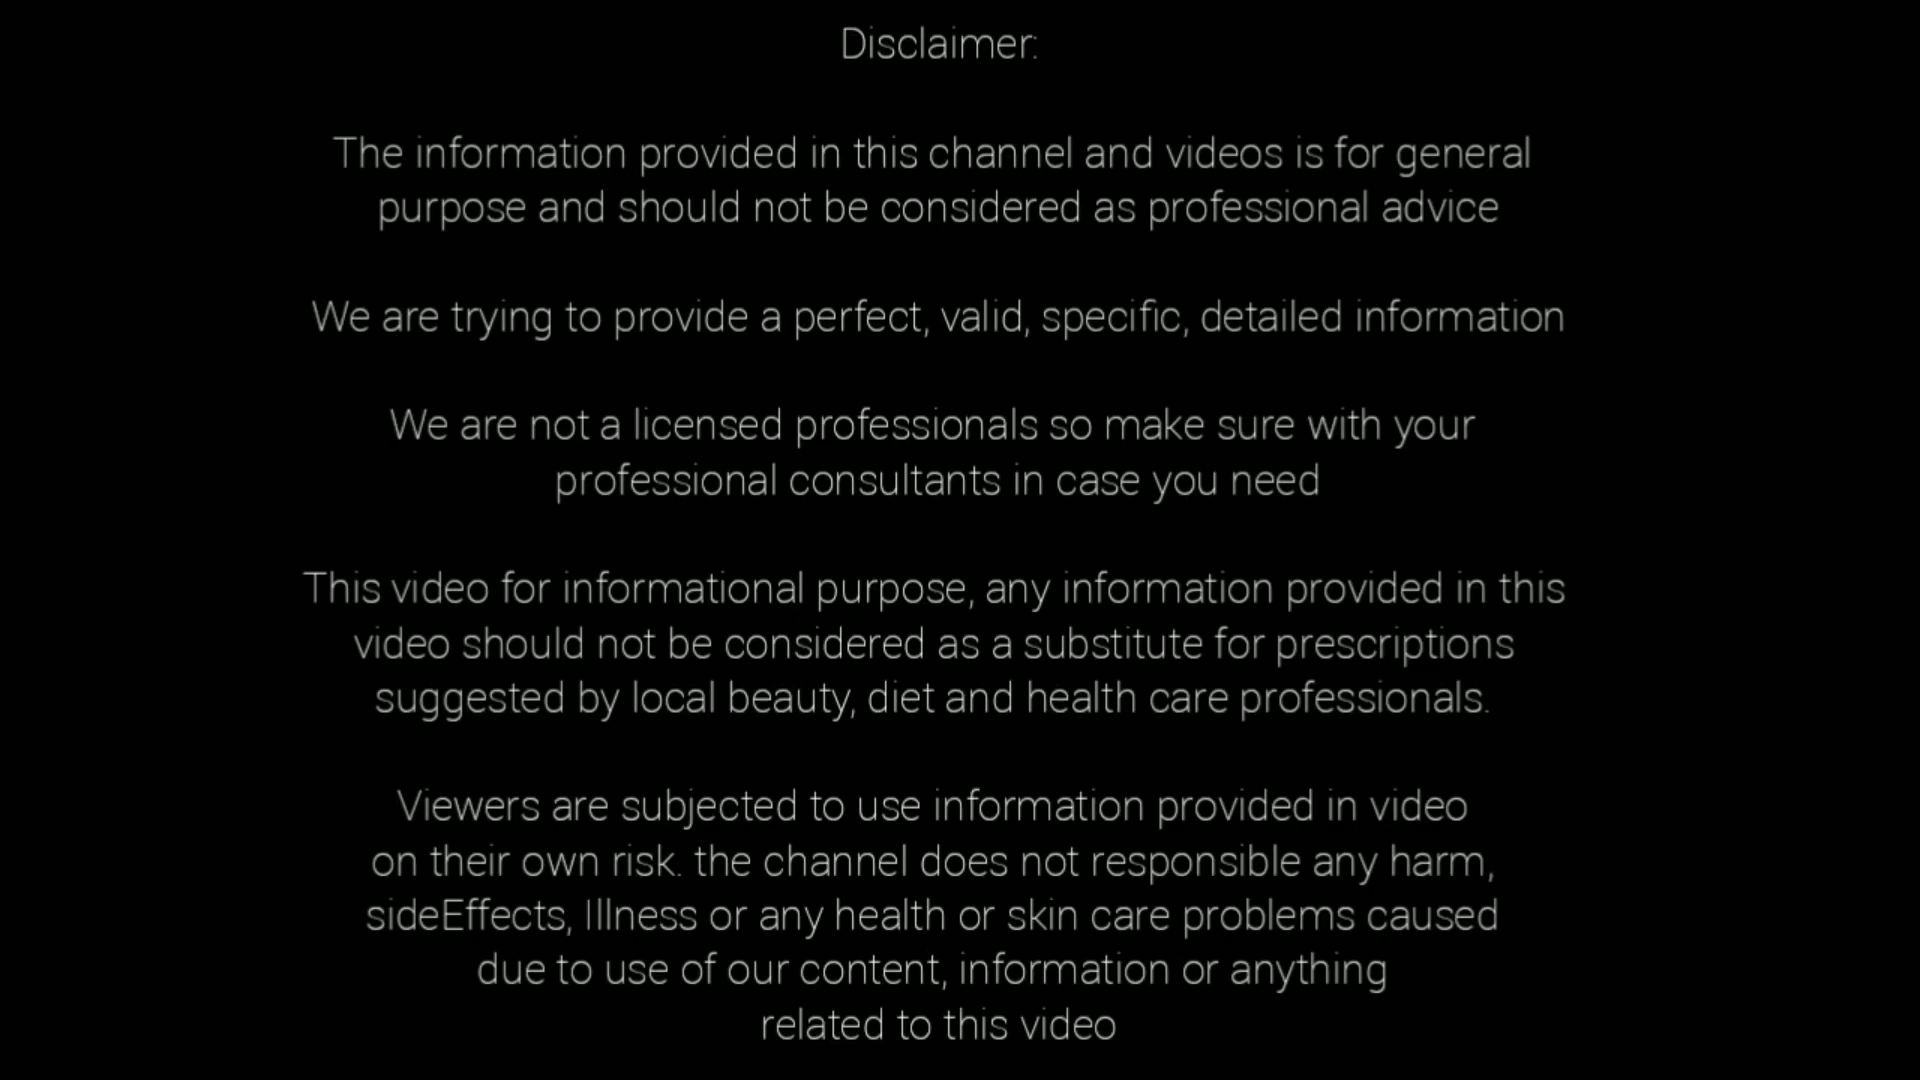 Disclaimer:
The information provided in this channel and videos is for general
purpose and should not be considered as professional advice
We are trying to provide a perfect, valid, specific, detailed information
We are not a licensed professionals so make sure with your
professional consultants in case you need
This video for informational purpose, any information provided in this
video should not be considered as a substitute for prescriptions
suggested by local beauty, diet and health care professionals.
Viewers are subjected to use information provided in video
on their own risk. the channel does not responsible any harm,
sideEffects, Illness or any health or skin care problems caused
due to use of our content, information or anything
related to this video